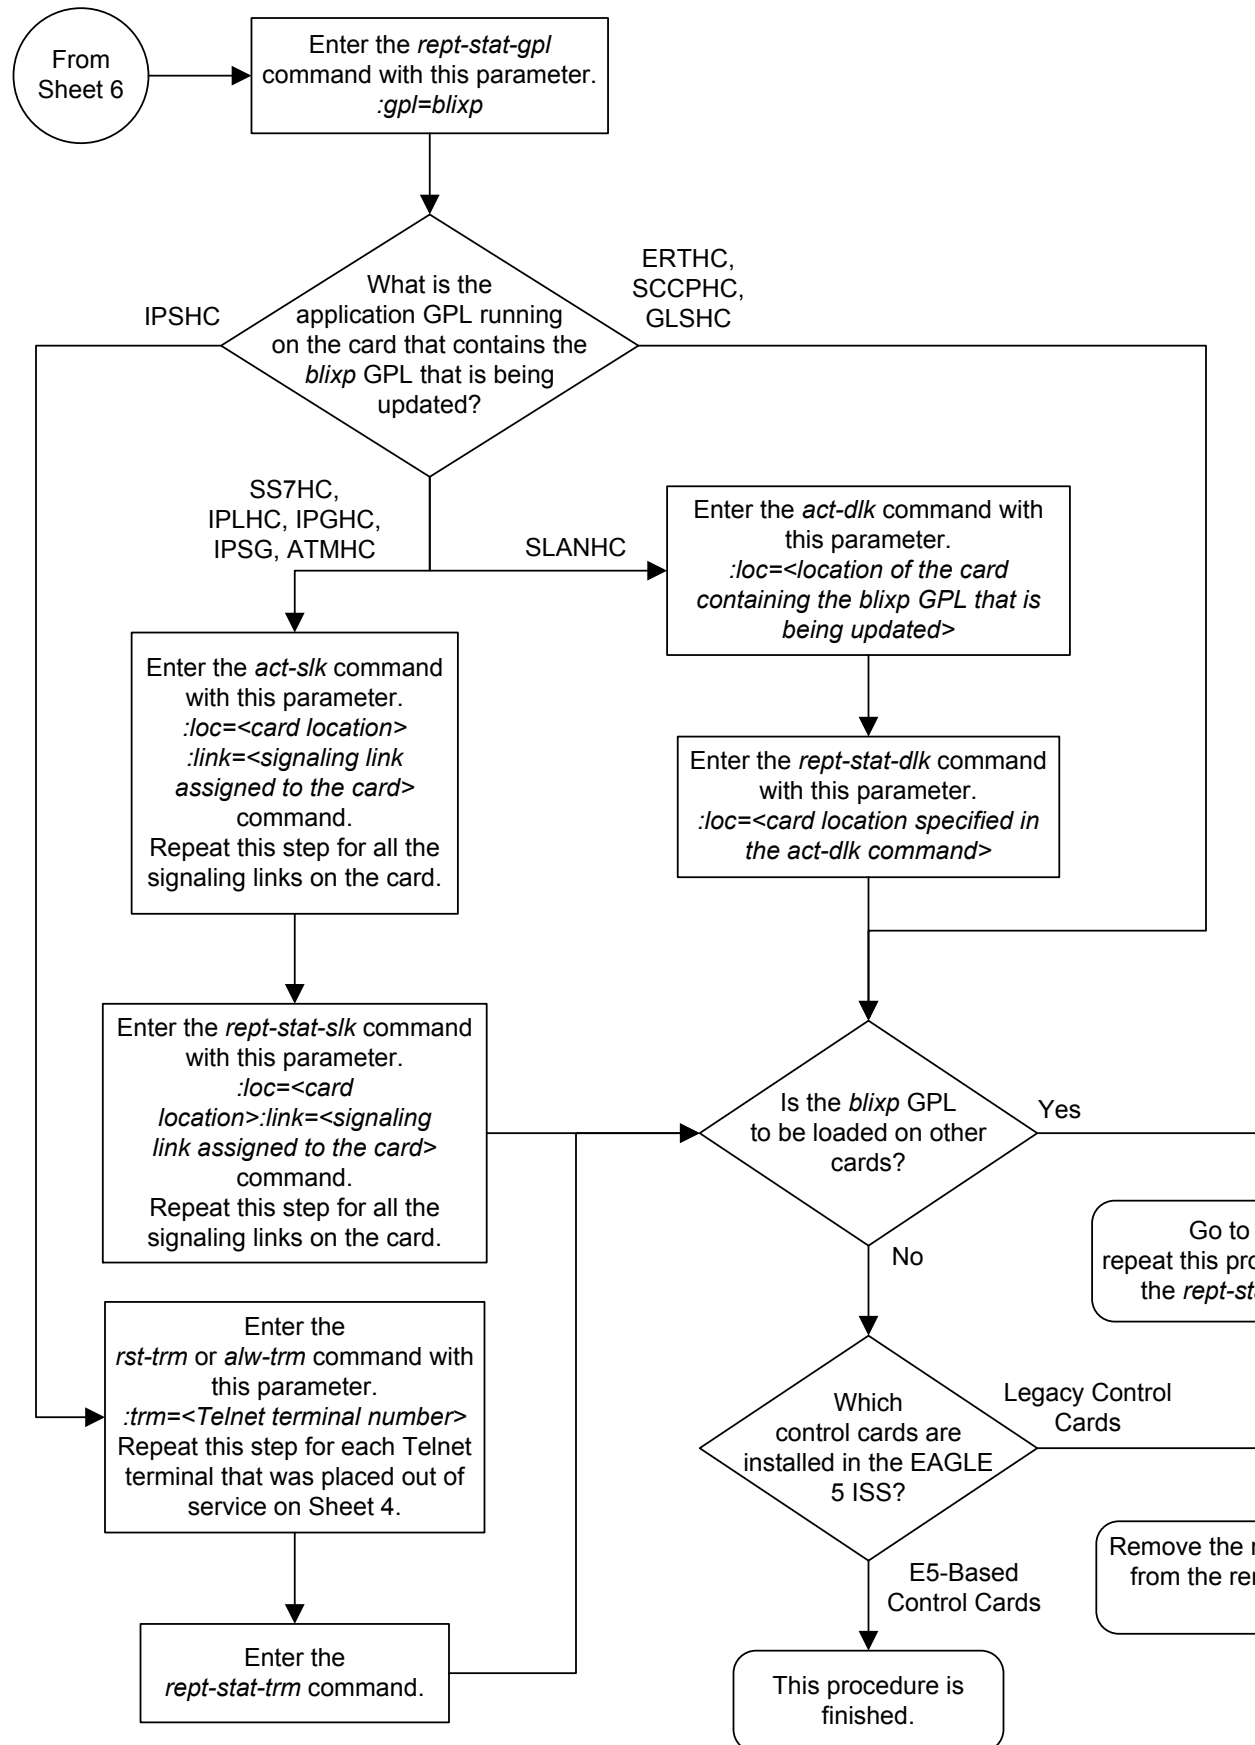 From
Sheet 6
Enter the rept-stat-gpl
command with this parameter.
:gpl=blixp
What is the
application GPL running
on the card that contains the
blixp GPL that is being
updated?
IPSHC
ERTHC,
SCCPHC,
GLSHC
SS7HC,
IPLHC, IPGHC,
IPSG, ATMHC
SLANHC
Enter the act-dlk command with
this parameter.
:loc=<location of the card
containing the blixp GPL that is
being updated>
Enter the act-slk command
with this parameter.
:loc=<card location>
:link=<signaling link
assigned to the card>
command.
Repeat this step for all the
signaling links on the card.
Enter the rept-stat-dlk command
with this parameter.
:loc=<card location specified in
the act-dlk command>
Enter the rept-stat-slk command
with this parameter.
:loc=<card
location>:link=<signaling
link assigned to the card>
command.
Repeat this step for all the
signaling links on the card.
Is the blixp GPL
to be loaded on other
cards?
Yes
No
Go to
repeat this pro
the rept-st
Enter the
rst-trm or alw-trm command with
this parameter.
:trm=<Telnet terminal number>
Repeat this step for each Telnet
terminal that was placed out of
service on Sheet 4.
Which
control cards are
installed in the EAGLE
5 ISS?
Legacy Control
Cards
E5-Based
Control Cards
Remove the
from the re
Enter the
rept-stat-trm command.
This procedure is
finished.